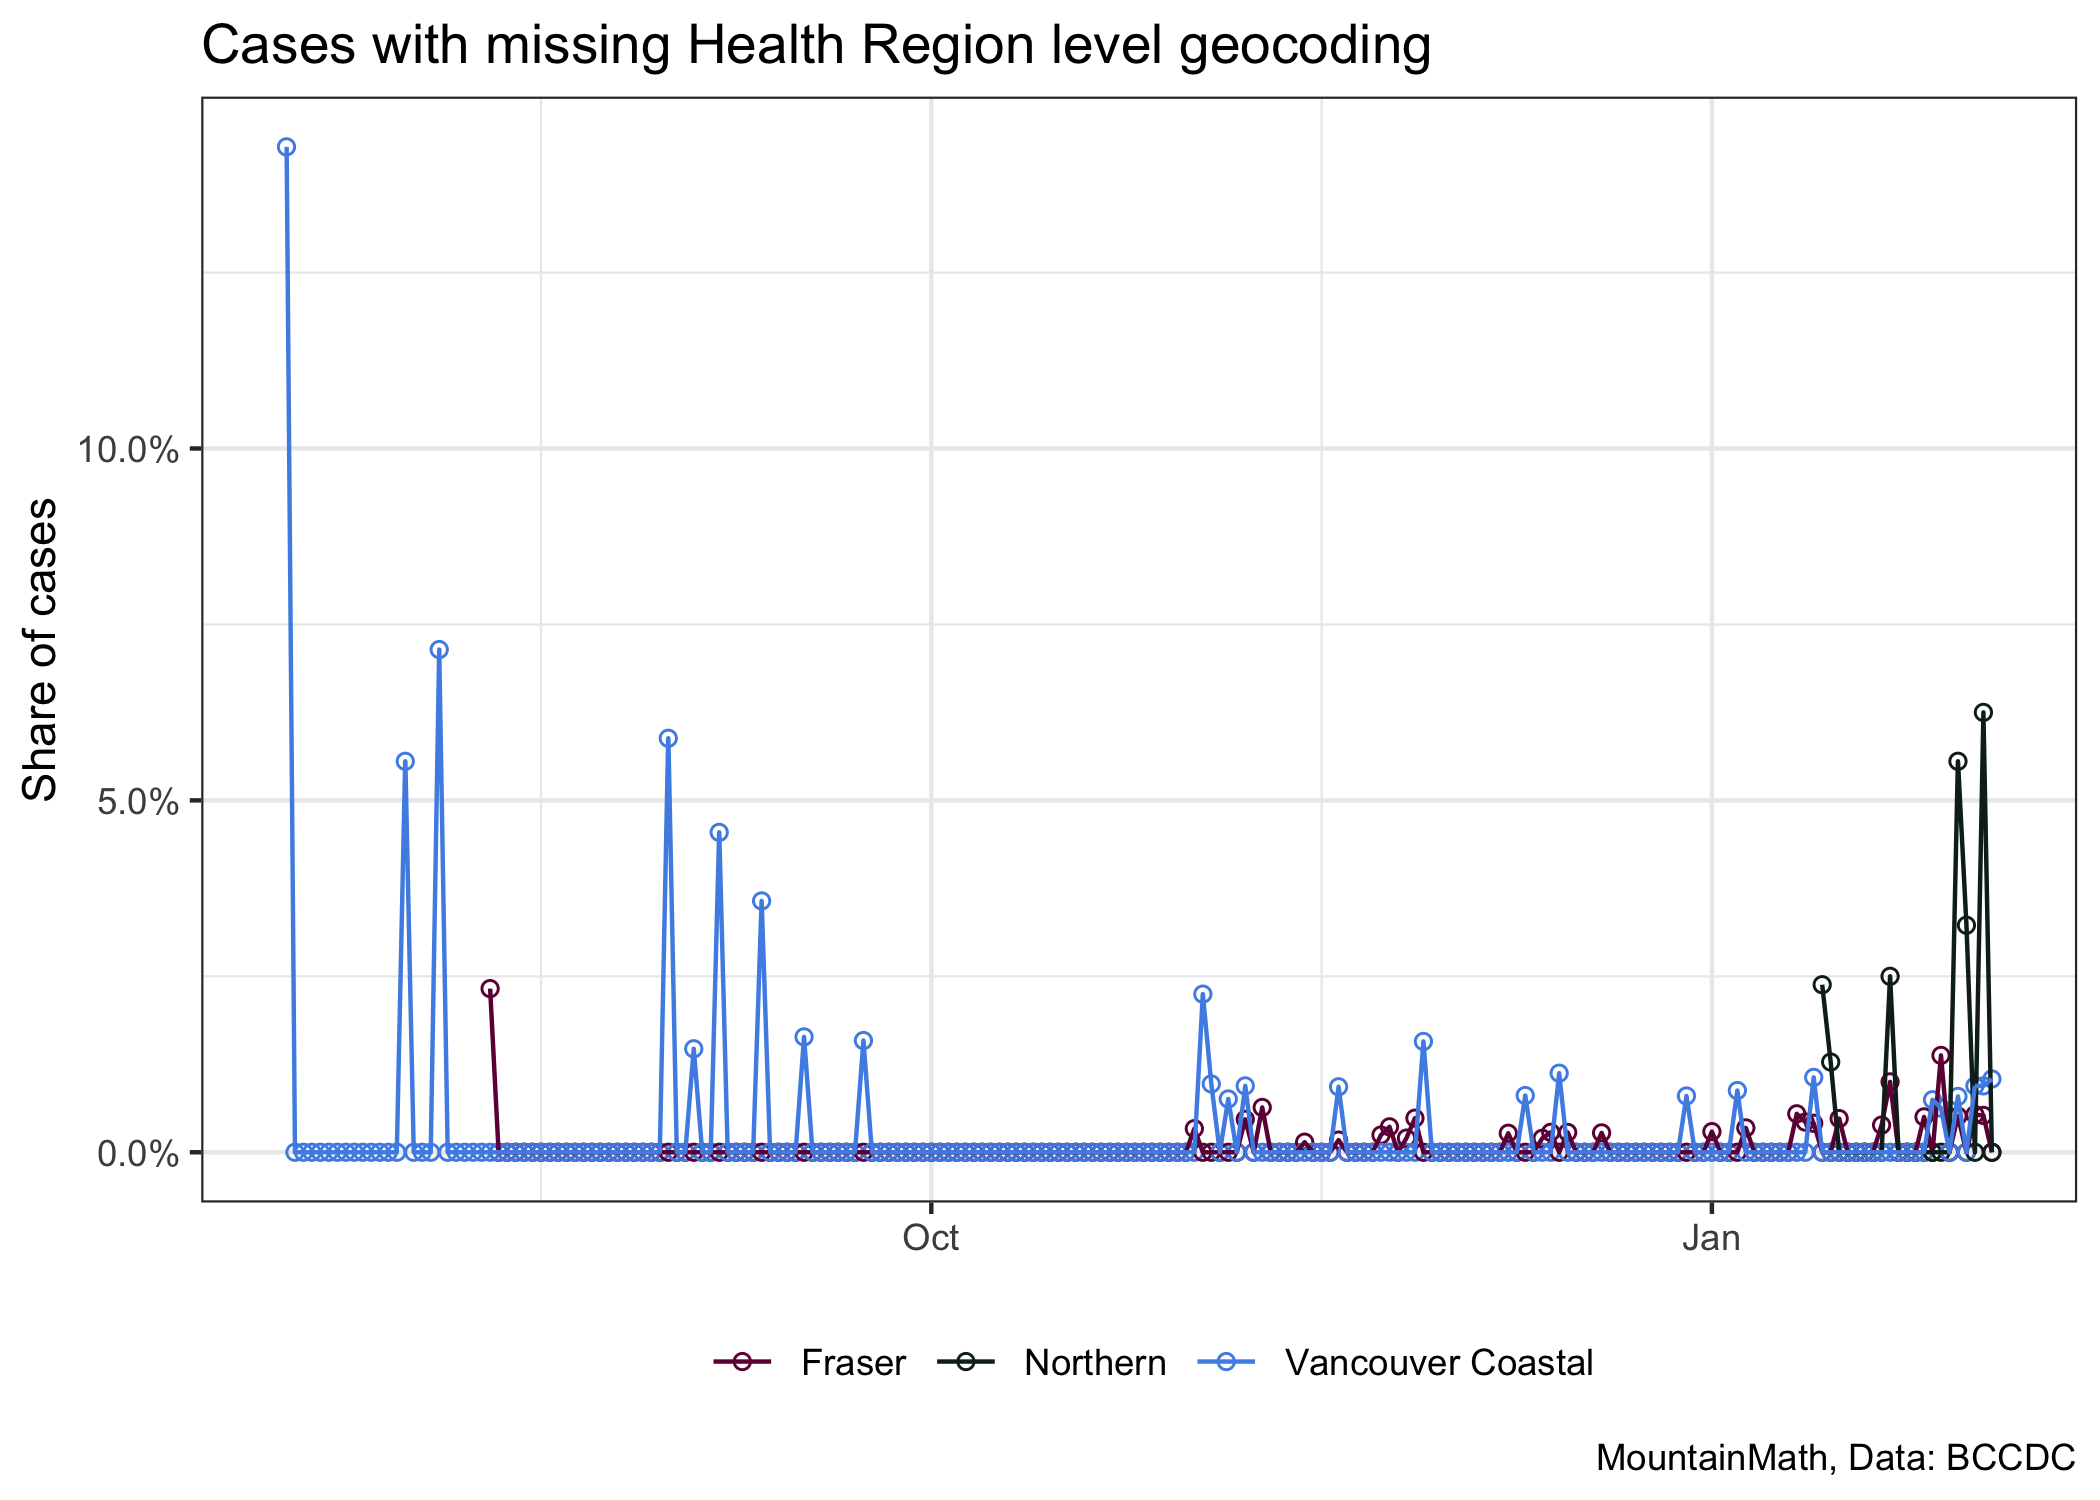 Cases with missing Health Region level geocoding
Share of cases
10.0%
5.0%
0.0%
Oct
Jan
Fraser
Northern
Vancouver Coastal
MountainMath, Data: BCCDC